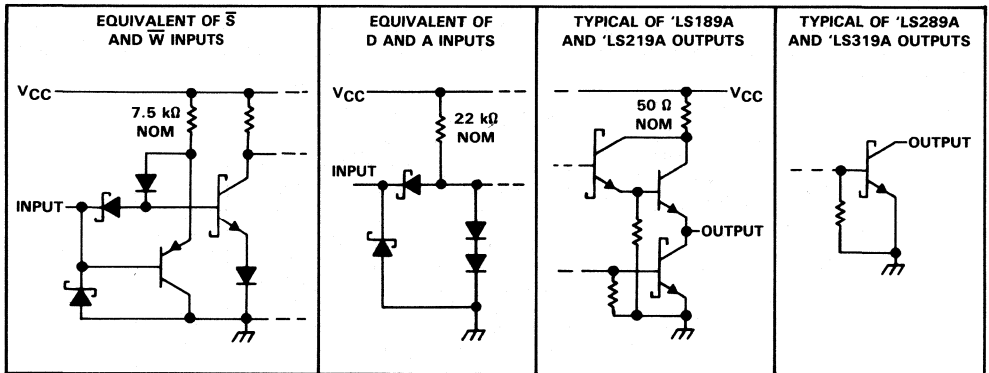 EQUIVALENT OF S̅
AND W̅ INPUTS
VCC
7.5 kΩ
NOM
INPUT
EQUIVALENT OF
D AND A INPUTS
VCC
22 kΩ
NOM
INPUT
TYPICAL OF 'LS189A
AND 'LS219A OUTPUTS
50 Ω
NOM
VCC
OUTPUT
TYPICAL OF 'LS289A
AND 'LS319A OUTPUTS
OUTPUT